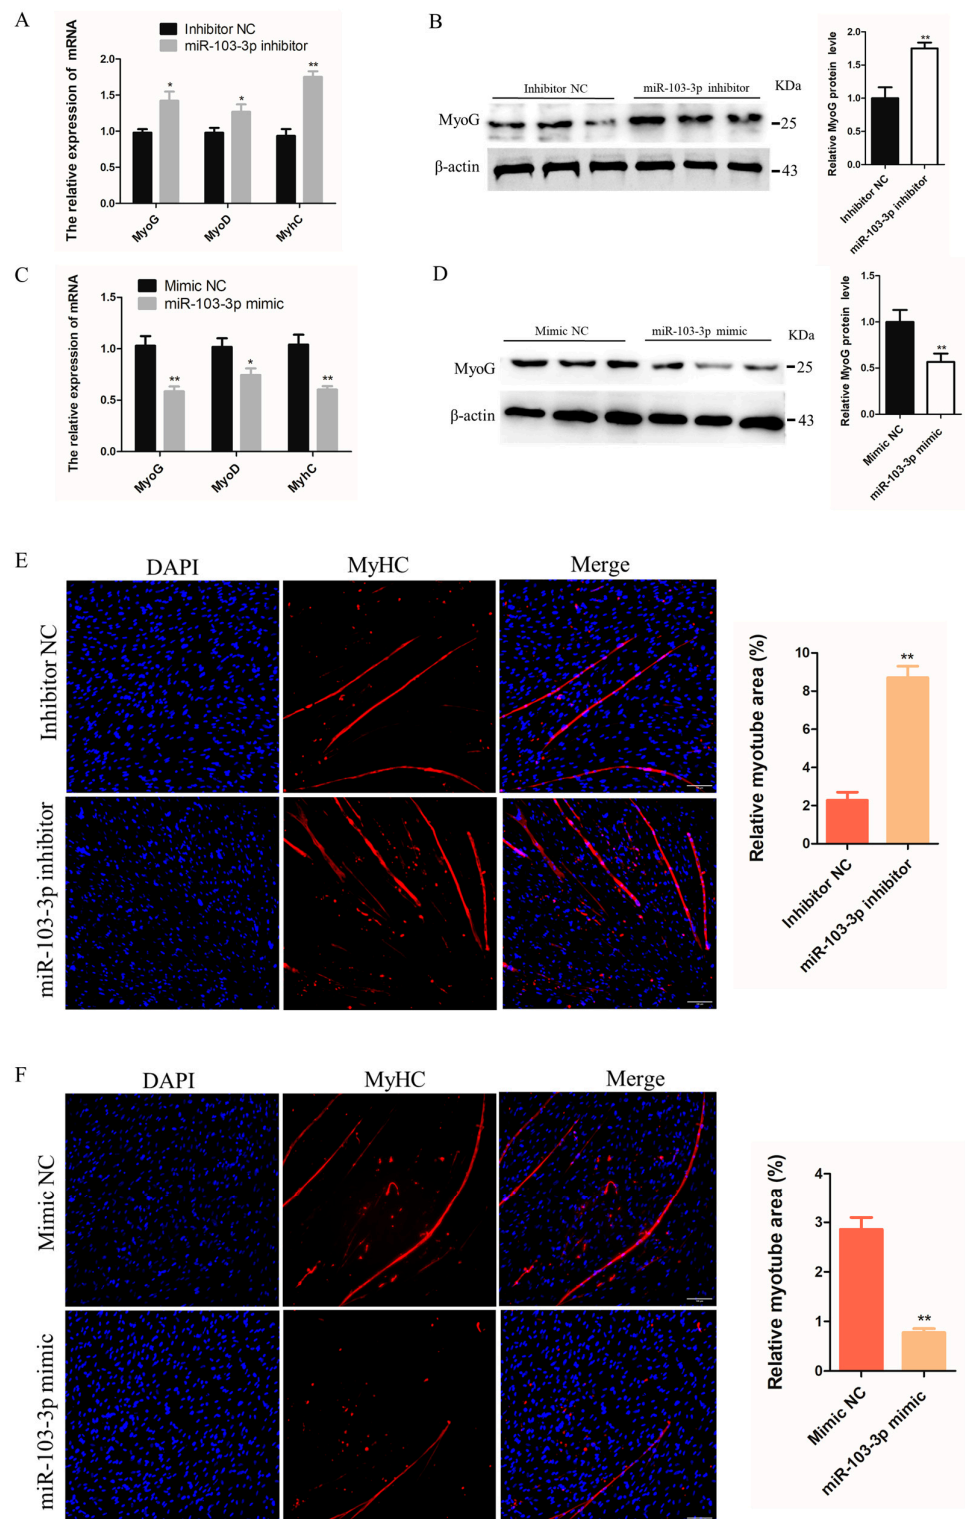 A
Inhibitor NC
miR-103-3p inhibitor
The relative expression of mRNA
2.0
1.5
1.0
0.5
0.0
*
*
**
MyoG
MyoD
MyhC
B
Inhibitor NC
miR-103-3p inhibitor
KDa
MyoG
25
β-actin
43
Relative MyoG protein levle
2.0
1.5
1.0
0.5
0.0
**
Inhibitor NC
miR-103-3p inhibitor
C
Mimic NC
miR-103-3p mimic
The relative expression of mRNA
1.5
1.0
0.5
0.0
**
*
**
MyoG
MyoD
MyhC
D
Mimic NC
miR-103-3p mimic
KDa
MyoG
25
β-actin
43
Relative MyoG protein levle
1.5
1.0
0.5
0.0
**
Mimic NC
miR-103-3p mimic
E
DAPI
MyHC
Merge
Inhibitor NC
miR-103-3p inhibitor
Relative myotube area (%)
10
8
6
4
2
0
**
Inhibitor NC
miR-103-3p inhibitor
F
DAPI
MyHC
Merge
Mimic NC
miR-103-3p mimic
Relative myotube area (%)
4
3
2
1
0
**
Mimic NC
miR-103-3p mimic